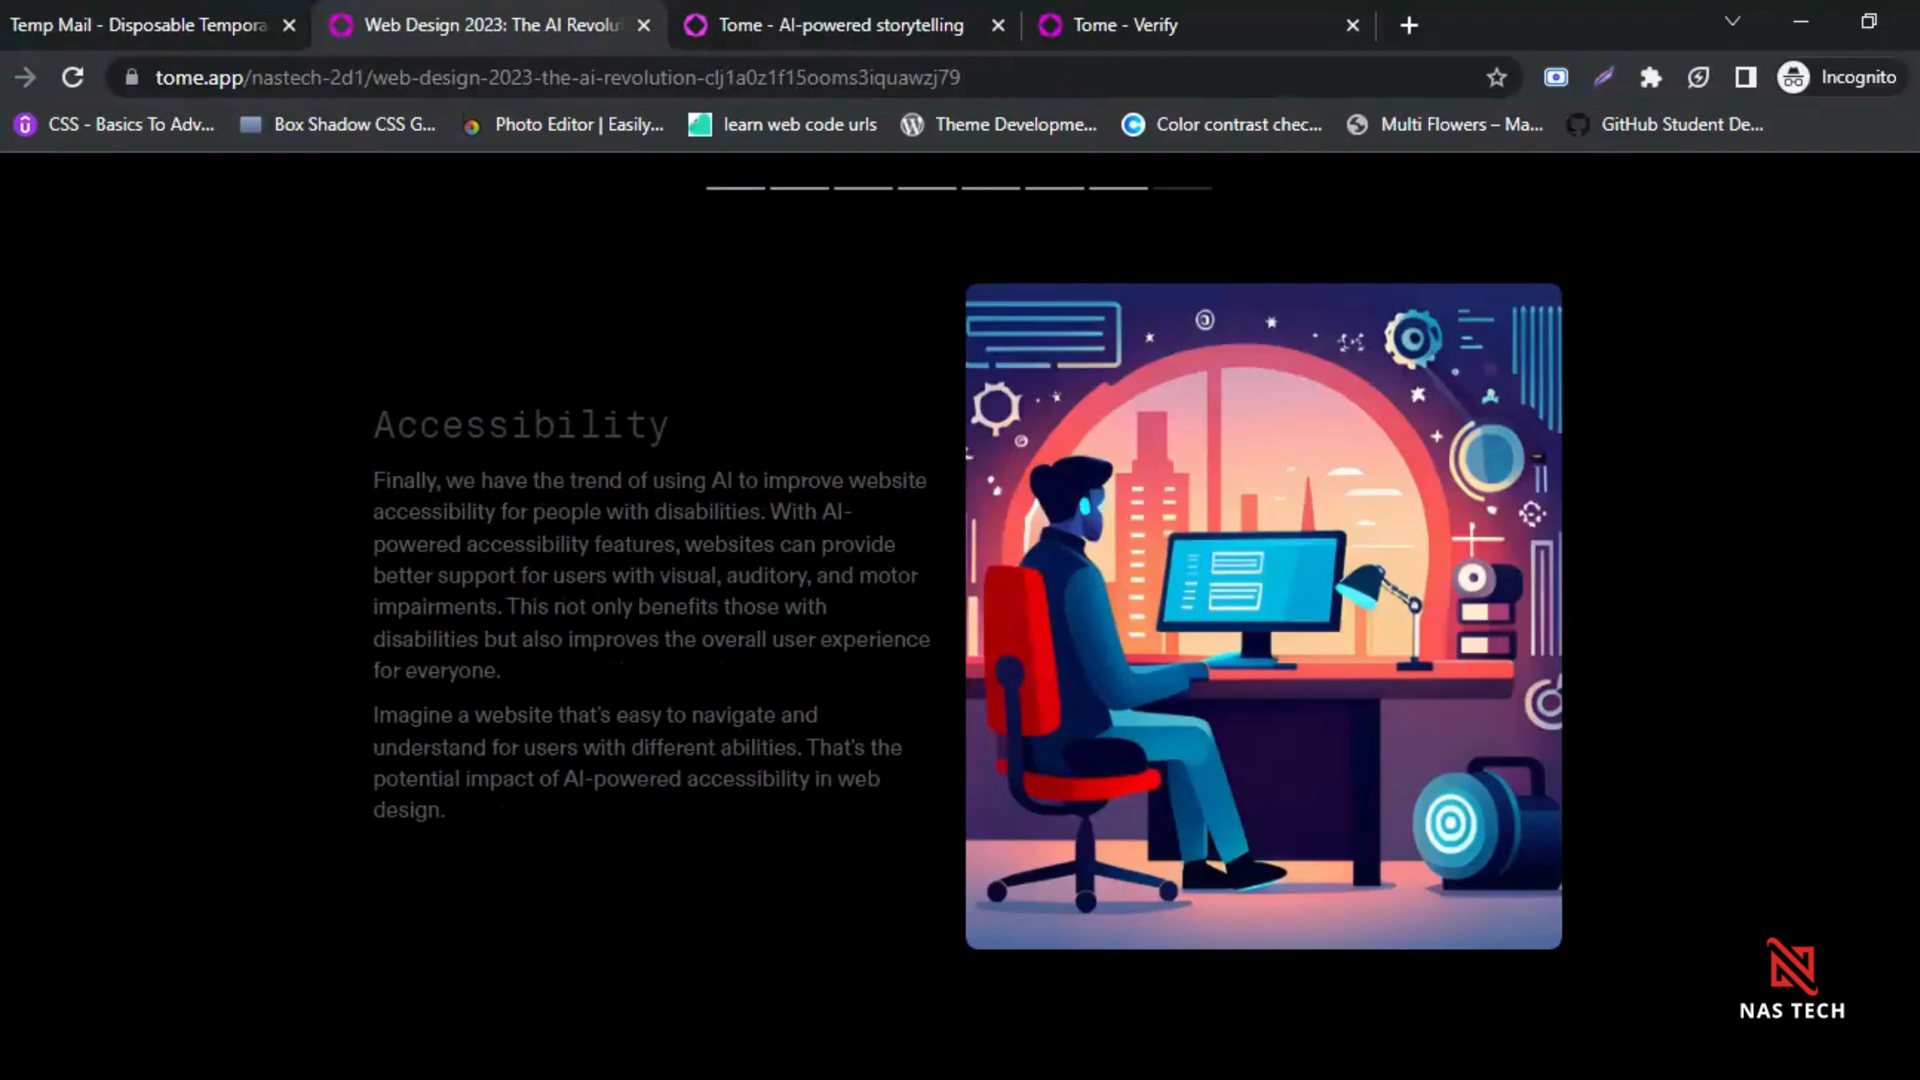 Temp Mail - Disposable Tempora
Web Design 2023: The AI Revolu
Tome - AI-powered storytelling
Tome - Verify
tome.app/nastech-2d1/web-design-2023-the-ai-revolution-clj1a0z1f15ooms3iquawzj79
Incognito
CSS - Basics To Adv...
Box Shadow CSS G...
Photo Editor | Easily...
learn web code urls
Theme Developme...
Color contrast chec...
Multi Flowers – Ma...
GitHub Student De...
Accessibility
Finally, we have the trend of using AI to improve website
accessibility for people with disabilities. With AI-
powered accessibility features, websites can provide
better support for users with visual, auditory, and motor
impairments. This not only benefits those with
disabilities but also improves the overall user experience
for everyone.
Imagine a website that's easy to navigate and
understand for users with different abilities. That's the
potential impact of AI-powered accessibility in web
design.
NAS TECH